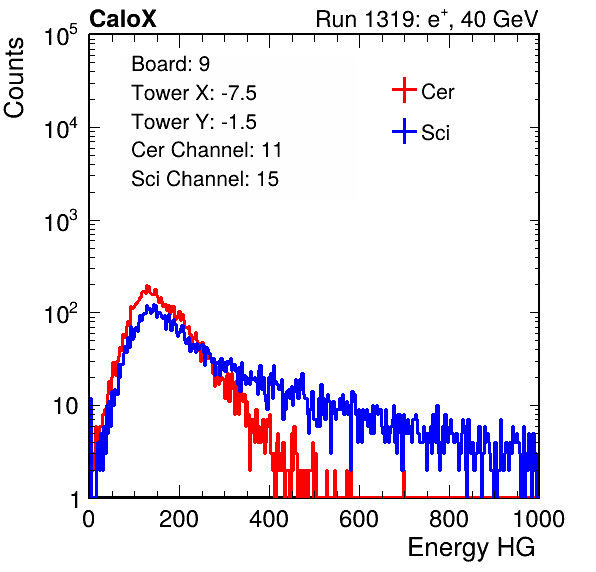 CaloX Run 1319: e⁺, 40 GeV
Counts
10⁵
10⁴
10³
10²
10
1
Board: 9
Tower X: -7.5
Tower Y: -1.5
Cer Channel: 11
Sci Channel: 15
Cer
Sci
0 200 400 600 800 1000
Energy HG